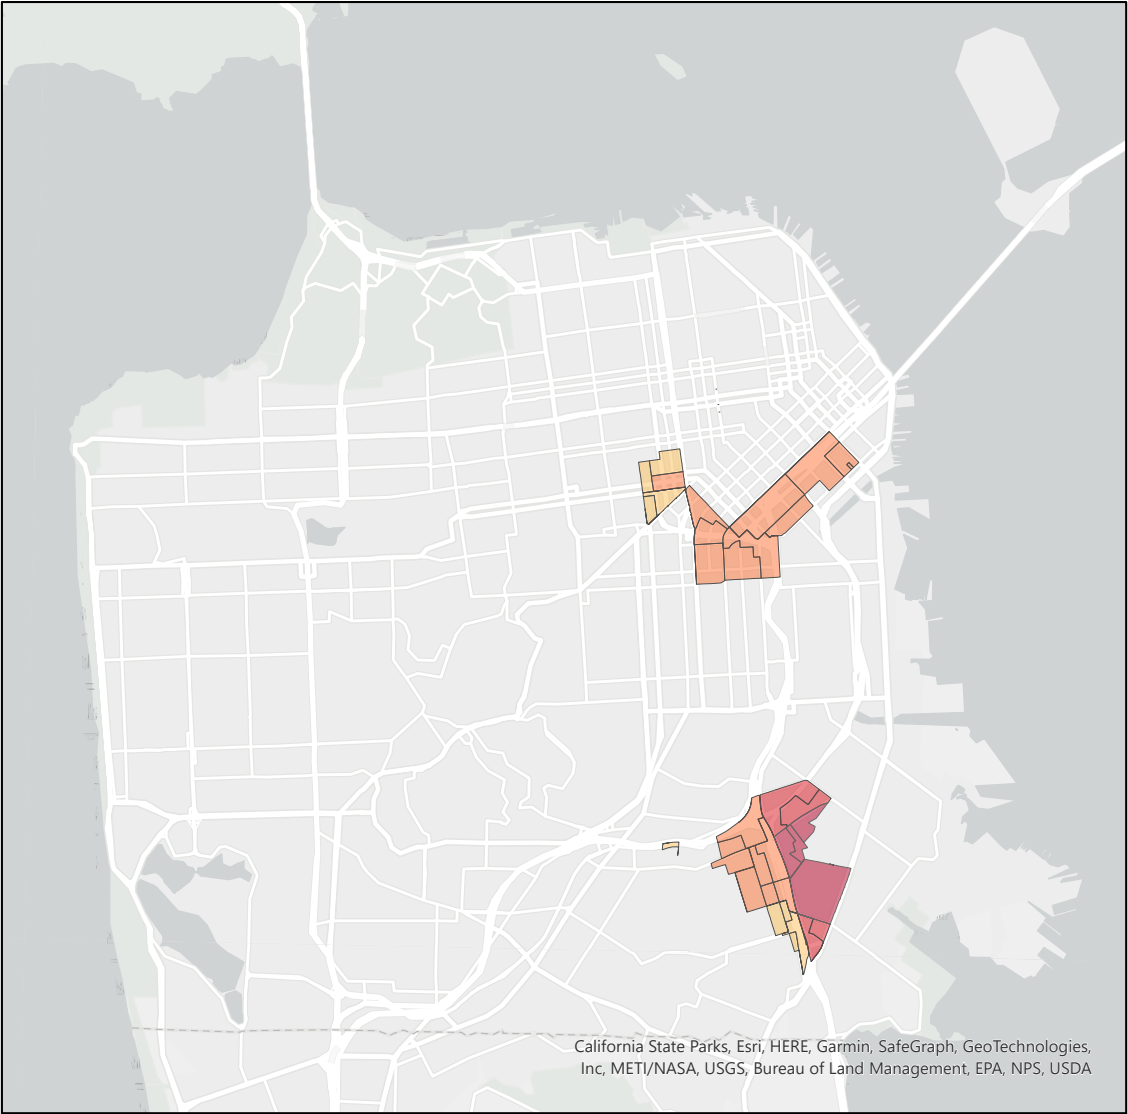 California State Parks, Esri, HERE, Garmin, SafeGraph, GeoTechnologies,
Inc, METI/NASA, USGS, Bureau of Land Management, EPA, NPS, USDA